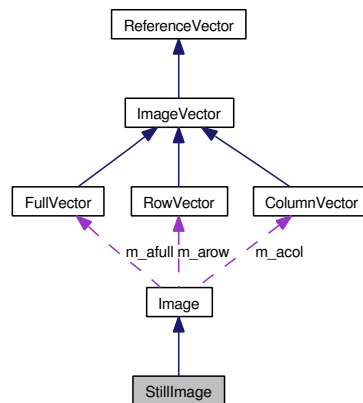 ReferenceVector
ImageVector
FullVector RowVector ColumnVector
m_afull m_arow m_acol
Image
StillImage